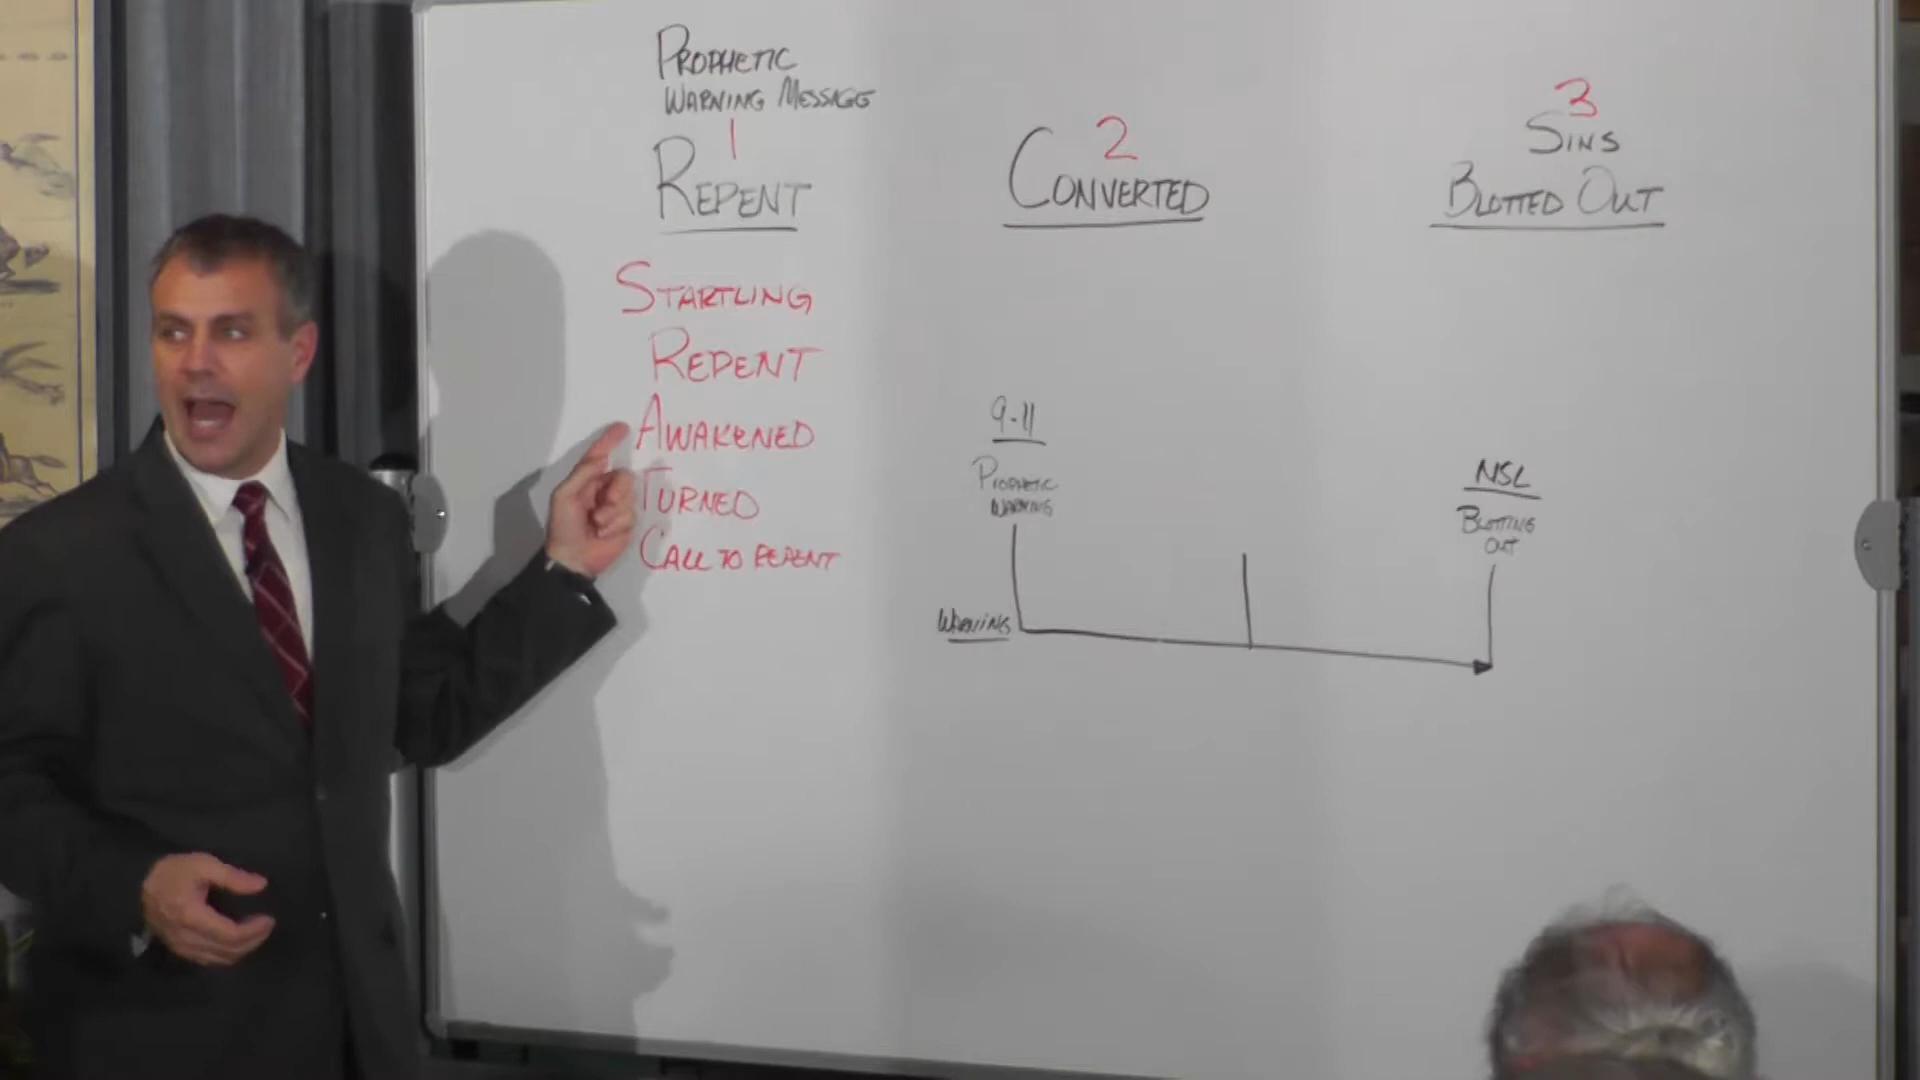 PROPHETIC
WARNING MESSAGE
1
REPENT
STARTLING
REPENT
AWAKENED
TURNED
CALL TO REPENT
2
CONVERTED
3
SINS
BLOTTED OUT
9-11
PROPHETIC
WARNING
WARNING
NSL
BLOTTING
OUT